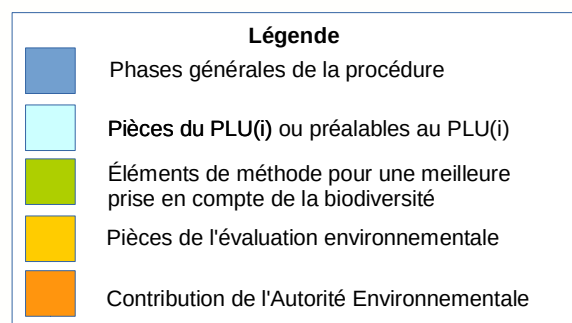 Légende
Phases générales de la procédure
Pièces du PLU(i) ou préalables au PLU(i)
Éléments de méthode pour une meilleure
prise en compte de la biodiversité
Pièces de l'évaluation environnementale
Contribution de l'Autorité Environnementale